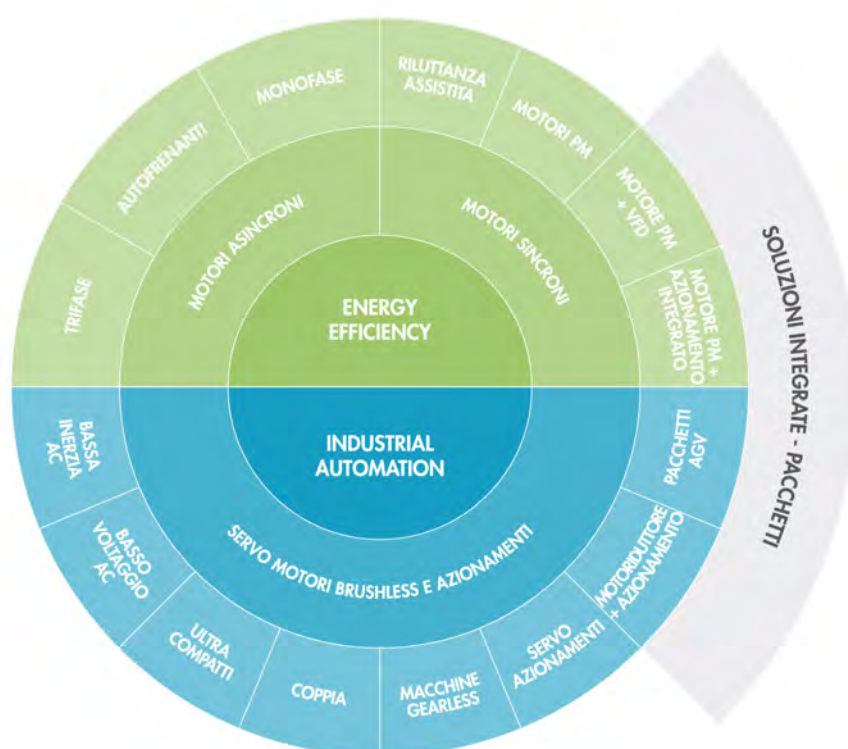 ENERGY
EFFICIENCY
MOTORI ASINCRONI
MOTORI SINCRONI
TRIFASE
AUTOFRENANTI
MONOFASE
RILUTTANZA
ASSISTITA
MOTORI PM
MOTORE PM
+ VFD
MOTORE PM +
AZIONAMENTO
INTEGRATO
INDUSTRIAL
AUTOMATION
SERVO MOTORI BRUSHLESS E AZIONAMENTI
BASSA
INERZIA
AC
BASSO
VOLTAGGIO
AC
ULTRA
COMPATTI
COPPIA
MACCHINE
GEARLESS
SERVO
AZIONAMENTI
MOTORIDUTTORE
+ AZIONAMENTO
PACCHETTI
AGV
SOLUZIONI INTEGRATE - PACCHETTI